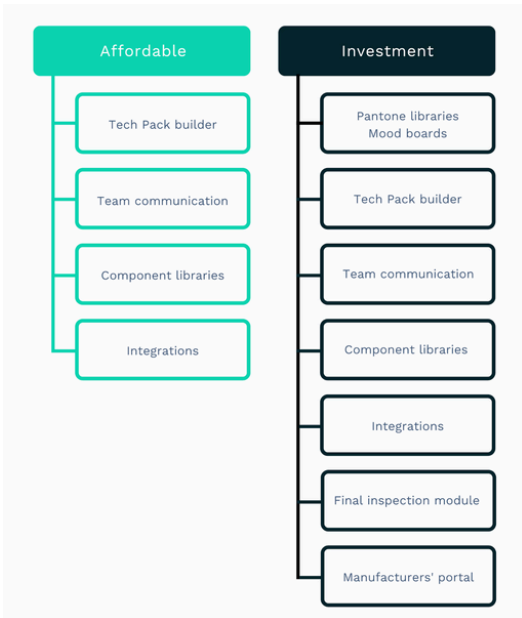 Affordable
Tech Pack builder
Team communication
Component libraries
Integrations
Investment
Pantone libraries
Mood boards
Tech Pack builder
Team communication
Component libraries
Integrations
Final inspection module
Manufacturers' portal